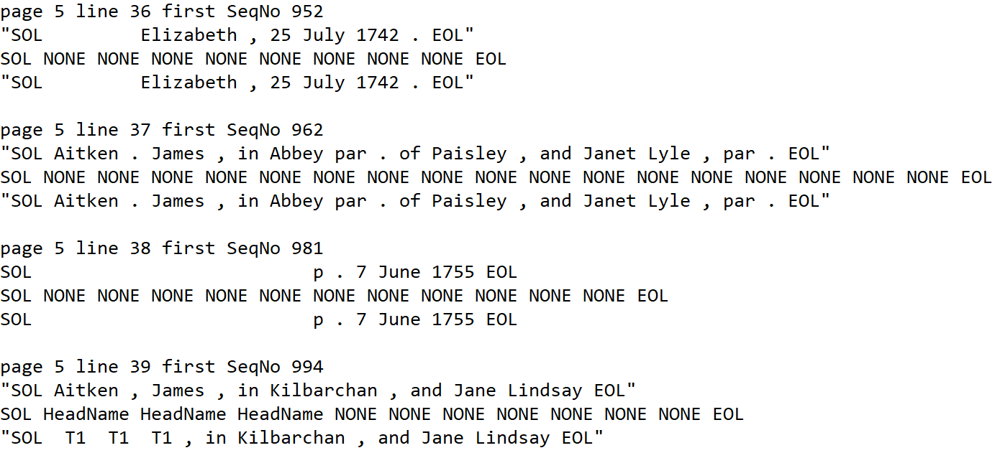 page 5 line 36 first SeqNo 952
"SOL         Elizabeth , 25 July 1742 . EOL"
SOL NONE NONE NONE NONE NONE NONE NONE NONE EOL
"SOL         Elizabeth , 25 July 1742 . EOL"

page 5 line 37 first SeqNo 962
"SOL Aitken . James , in Abbey par . of Paisley , and Janet Lyle , par . EOL"
SOL NONE NONE NONE NONE NONE NONE NONE NONE NONE NONE NONE NONE NONE NONE NONE NONE NONE EOL
"SOL Aitken . James , in Abbey par . of Paisley , and Janet Lyle , par . EOL"

page 5 line 38 first SeqNo 981
SOL                          p . 7 June 1755 EOL
SOL NONE NONE NONE NONE NONE NONE NONE NONE NONE NONE NONE EOL
SOL                          p . 7 June 1755 EOL

page 5 line 39 first SeqNo 994
"SOL Aitken , James , in Kilbarchan , and Jane Lindsay EOL"
SOL HeadName HeadName HeadName NONE NONE NONE NONE NONE NONE NONE EOL
"SOL  T1  T1  T1 , in Kilbarchan , and Jane Lindsay EOL"